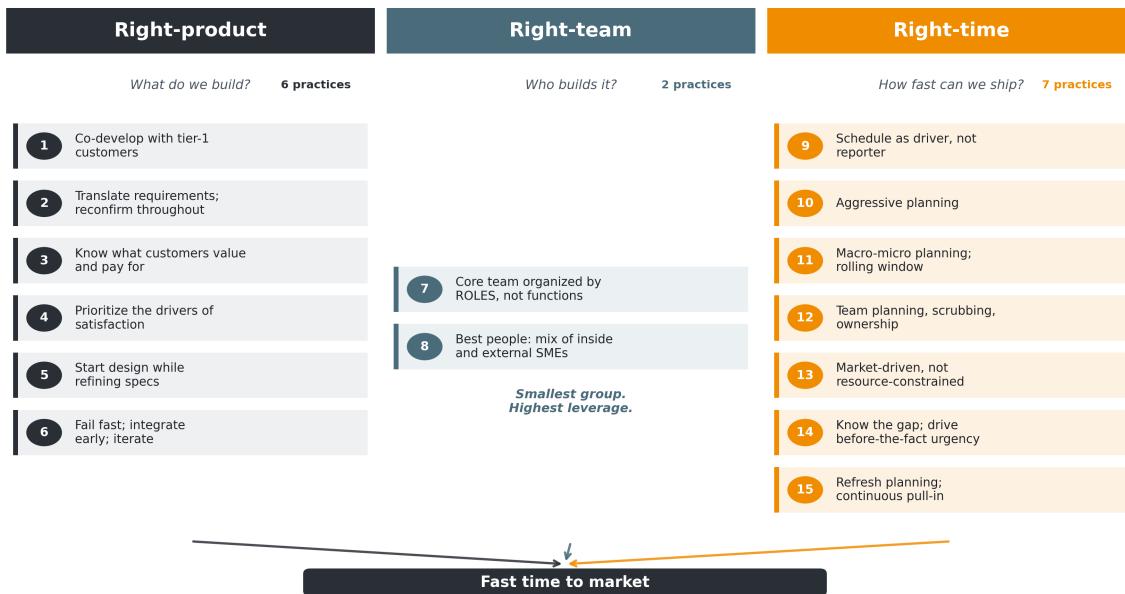 Right-product
What do we build? 6 practices
1 Co-develop with tier-1
customers
2 Translate requirements;
reconfirm throughout
3 Know what customers value
and pay for
4 Prioritize the drivers of
satisfaction
5 Start design while
refining specs
6 Fail fast; integrate
early; iterate
Right-team
Who builds it? 2 practices
7 Core team organized by
ROLES, not functions
8 Best people: mix of inside
and external SMEs
Smallest group.
Highest leverage.
Right-time
How fast can we ship? 7 practices
9 Schedule as driver, not
reporter
10 Aggressive planning
11 Macro-micro planning;
rolling window
12 Team planning, scrubbing,
ownership
13 Market-driven, not
resource-constrained
14 Know the gap; drive
before-the-fact urgency
15 Refresh planning;
continuous pull-in
Fast time to market